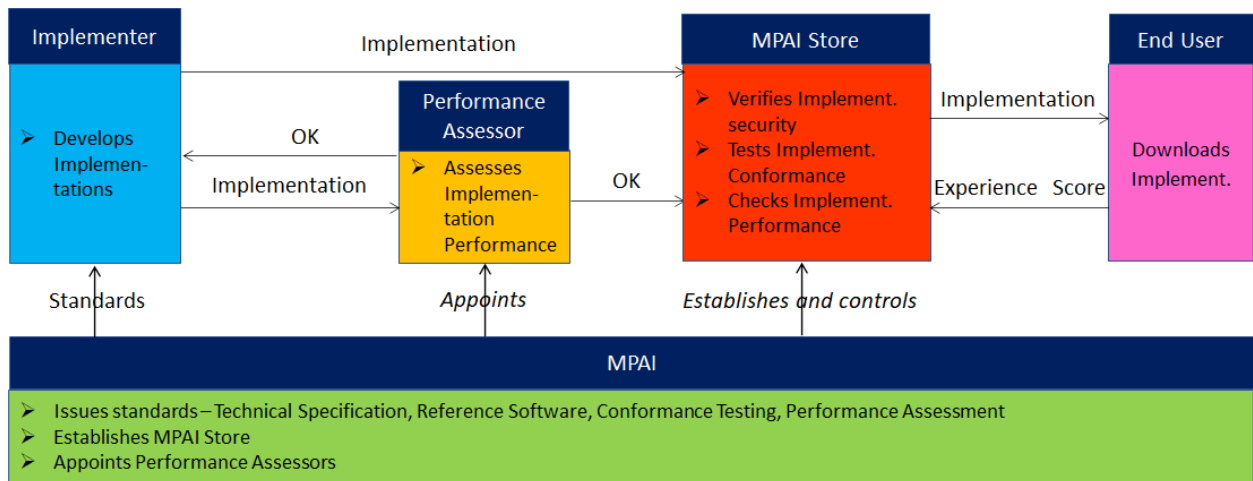 Implementer
➤ Develops
Implemen-
tations
Implementation
OK
Implementation
Performance
Assessor
➤ Assesses
Implemen-
tation
Performance
OK
MPAI Store
➤ Verifies Implement.
security
➤ Tests Implement.
Conformance
➤ Checks Implement.
Performance
Implementation
Experience Score
End User
Downloads
Implement.
Standards
Appoints
Establishes and controls
MPAI
➤ Issues standards – Technical Specification, Reference Software, Conformance Testing, Performance Assessment
➤ Establishes MPAI Store
➤ Appoints Performance Assessors